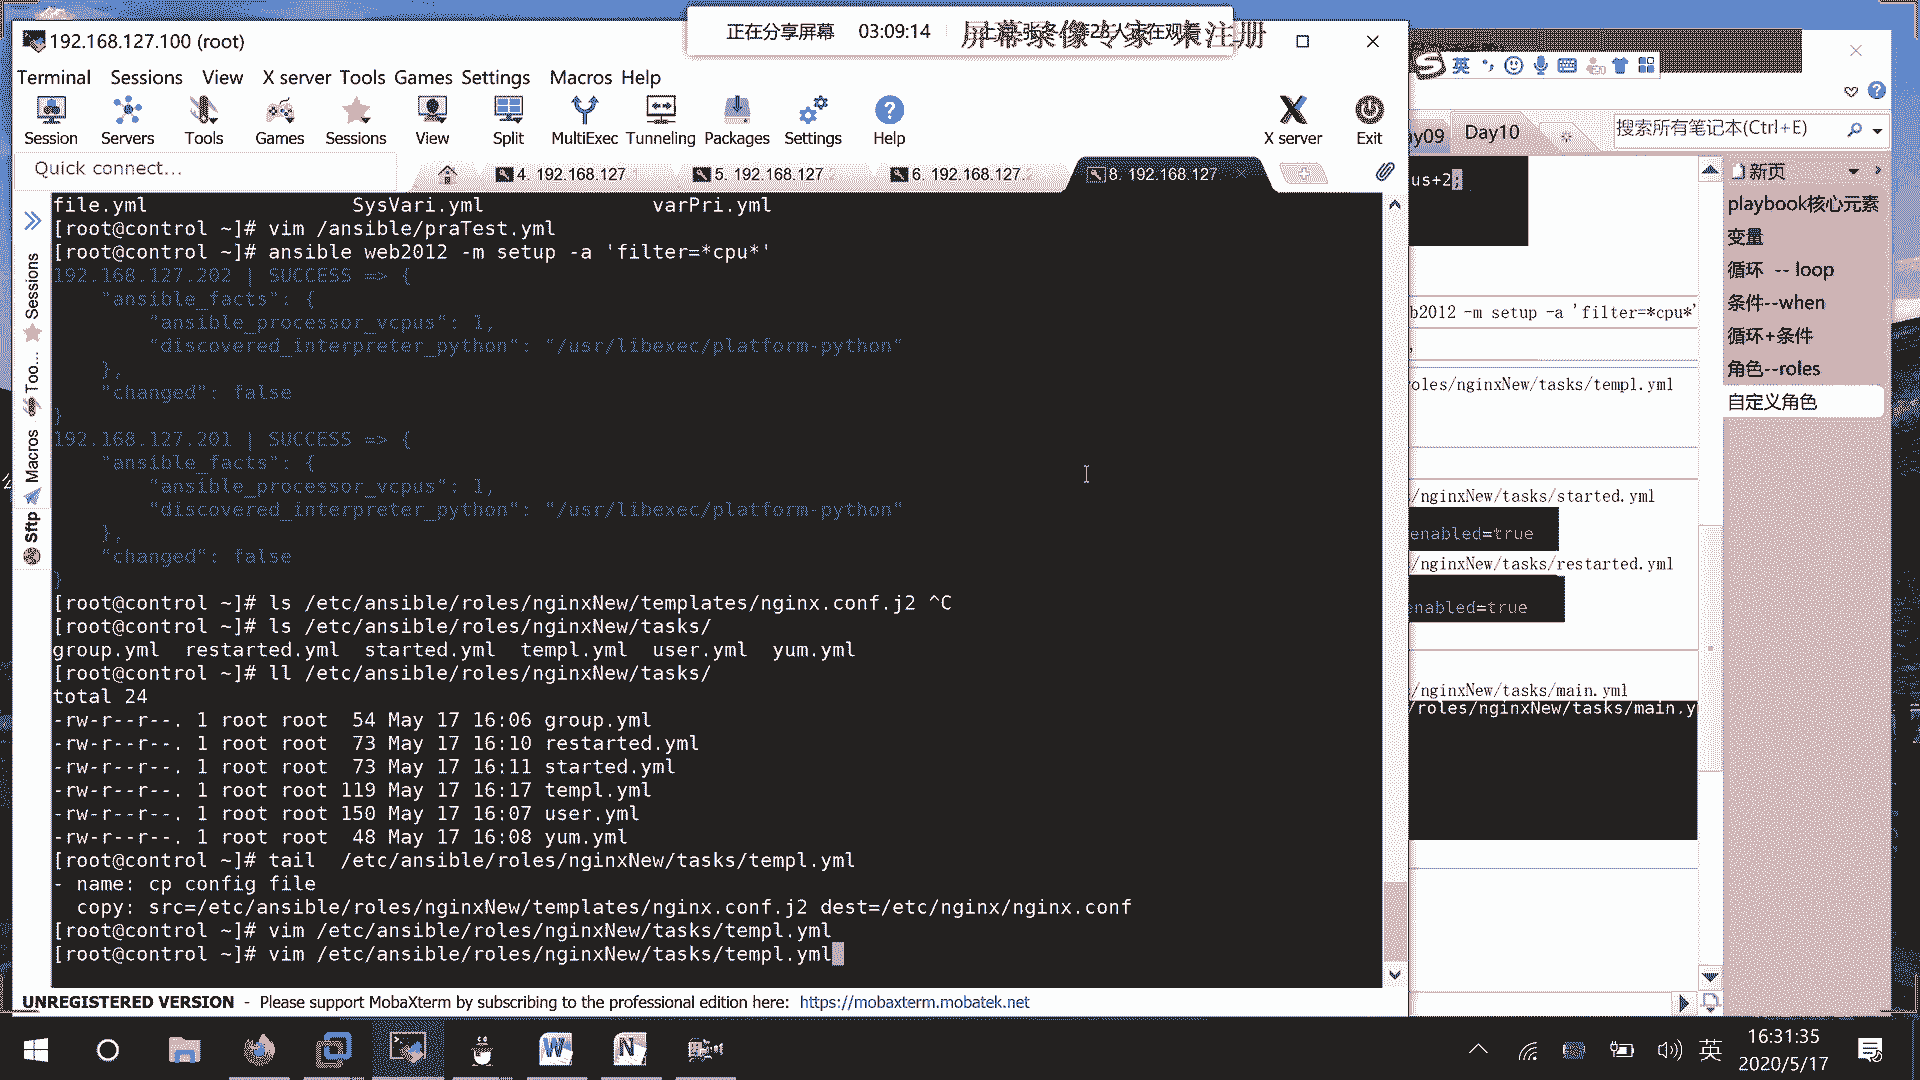 正在分享屏幕 03:09:14
屏幕录像专家 未注册
192.168.127.100 (root)
Terminal Sessions View X server Tools Games Settings Macros Help
Session Servers Tools Games Sessions View Split MultiExec Tunneling Packages Settings Help X server Exit
Quick connect...
4. 192.168.127 5. 192.168.127. 6. 192.168.127. 8. 192.168.127.
Sessions
Too...
Macros
Sftp
file.yml SysVari.yml varPri.yml
[root@control ~]# vim /ansible/praTest.yml
[root@control ~]# ansible web2012 -m setup -a 'filter=*cpu*'
192.168.127.202 | SUCCESS => {
"ansible_facts": {
"ansible_processor_vcpus": 1,
"discovered_interpreter_python": "/usr/libexec/platform-python"
},
"changed": false
}
192.168.127.201 | SUCCESS => {
"ansible_facts": {
"ansible_processor_vcpus": 1,
"discovered_interpreter_python": "/usr/libexec/platform-python"
},
"changed": false
}
[root@control ~]# ls /etc/ansible/roles/nginxNew/templates/nginx.conf.j2 ^C
[root@control ~]# ls /etc/ansible/roles/nginxNew/tasks/
group.yml restarted.yml started.yml templ.yml user.yml yum.yml
[root@control ~]# ll /etc/ansible/roles/nginxNew/tasks/
total 24
-rw-r--r--. 1 root root 54 May 17 16:06 group.yml
-rw-r--r--. 1 root root 73 May 17 16:10 restarted.yml
-rw-r--r--. 1 root root 73 May 17 16:11 started.yml
-rw-r--r--. 1 root root 119 May 17 16:17 templ.yml
-rw-r--r--. 1 root root 150 May 17 16:07 user.yml
-rw-r--r--. 1 root root 48 May 17 16:08 yum.yml
[root@control ~]# tail /etc/ansible/roles/nginxNew/tasks/templ.yml
- name: cp config file
copy: src=/etc/ansible/roles/nginxNew/templates/nginx.conf.j2 dest=/etc/nginx/nginx.conf
[root@control ~]# vim /etc/ansible/roles/nginxNew/tasks/templ.yml
[root@control ~]# vim /etc/ansible/roles/nginxNew/tasks/templ.yml
UNREGISTERED VERSION - Please support MobaXterm by subscribing to the professional edition here: https://mobaxterm.mobatek.net
英
y09 Day10 搜索所有笔记本(Ctrl+E)
us+2;
b2012 -m setup -a 'filter=*cpu*'
roles/nginxNew/tasks/templ.yml
/nginxNew/tasks/started.yml
enabled=true
/nginxNew/tasks/restarted.yml
enabled=true
/nginxNew/tasks/main.yml
/roles/nginxNew/tasks/main.y
新页
playbook核心元素
变量
循环 -- loop
条件--when
循环+条件
角色--roles
自定义角色
英 16:31:35
2020/5/17